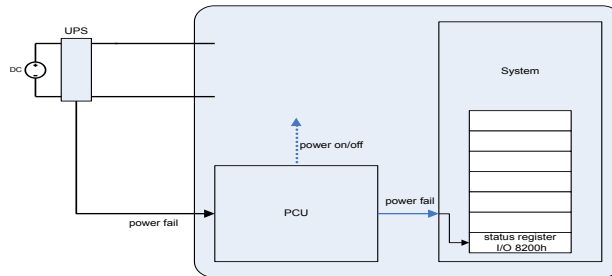 UPS
DC
System
power on/off
power fail
PCU
power fail
status register
I/O 8200h